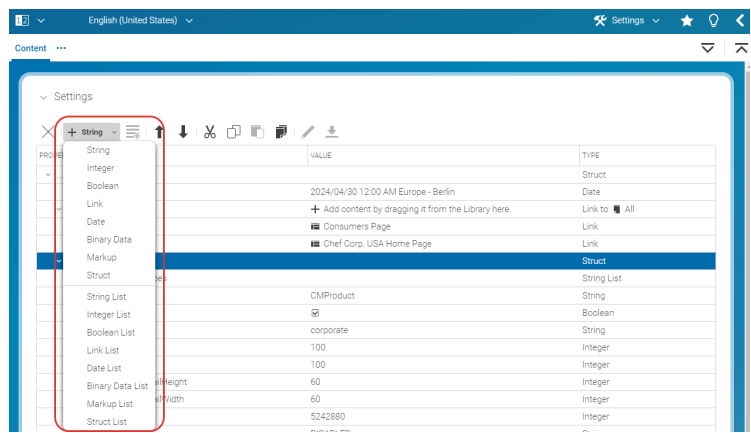 12 English (United States) Settings
Content ...
Settings
+ String
VALUE TYPE
String Struct
Integer
Boolean 2024/04/30 12:00 AM Europe - Berlin Date
Link + Add content by dragging it from the Library here. Link to All
Date Consumers Page Link
Binary Data Chef Corp. USA Home Page Link
Markup Struct
Struct String List
String List CMProduct String
Integer List Boolean
Boolean List corporate String
Link List 100 Integer
Date List 100 Integer
Binary Data List 60 Integer
Markup List 60 Integer
Struct List 5242880 Integer